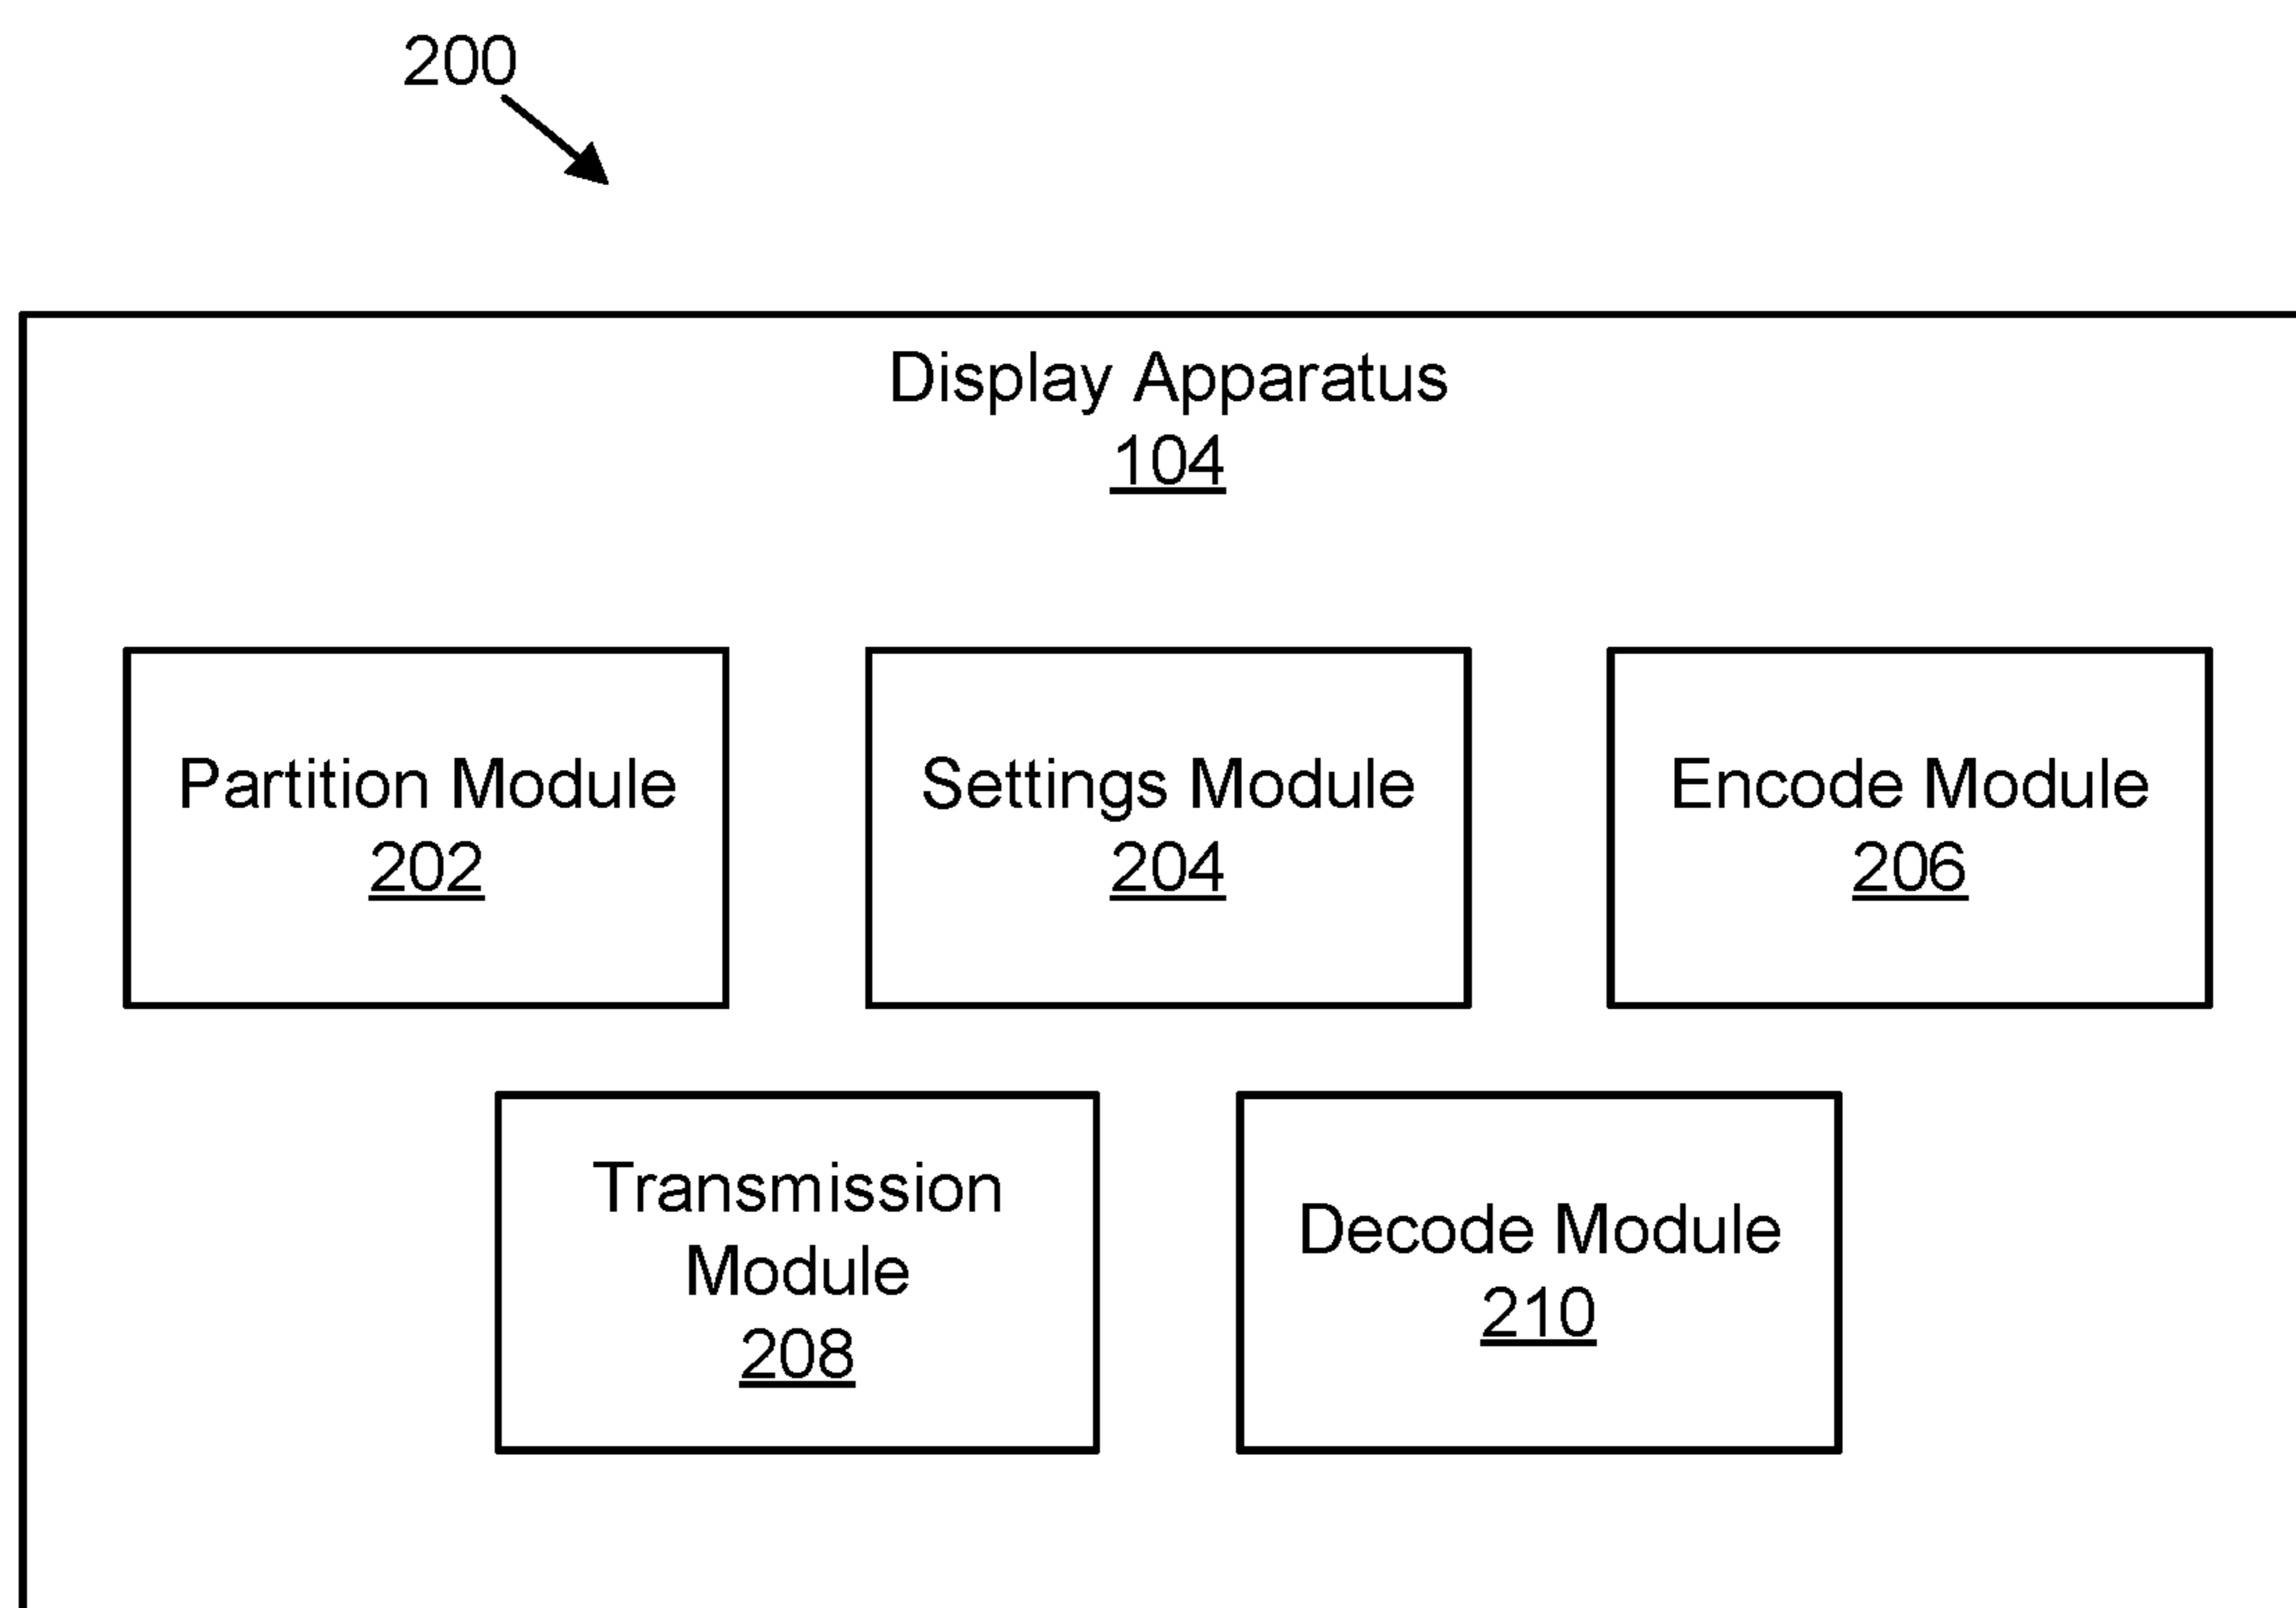 200
Display Apparatus
104
Partition Module
202
Settings Module
204
Encode Module
206
Transmission
Module
208
Decode Module
210